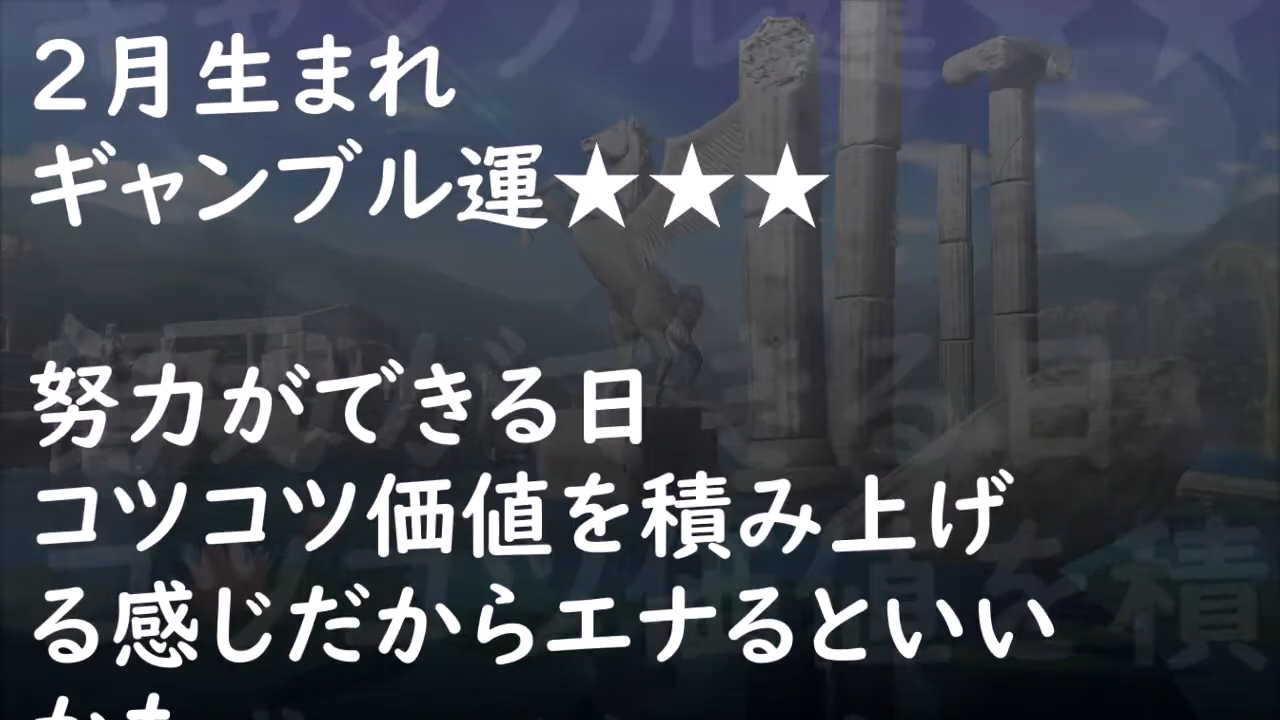 ２月生まれ
ギャンブル運★★★
努力ができる日
コツコツ価値を積み上げ
る感じだからエナるといい